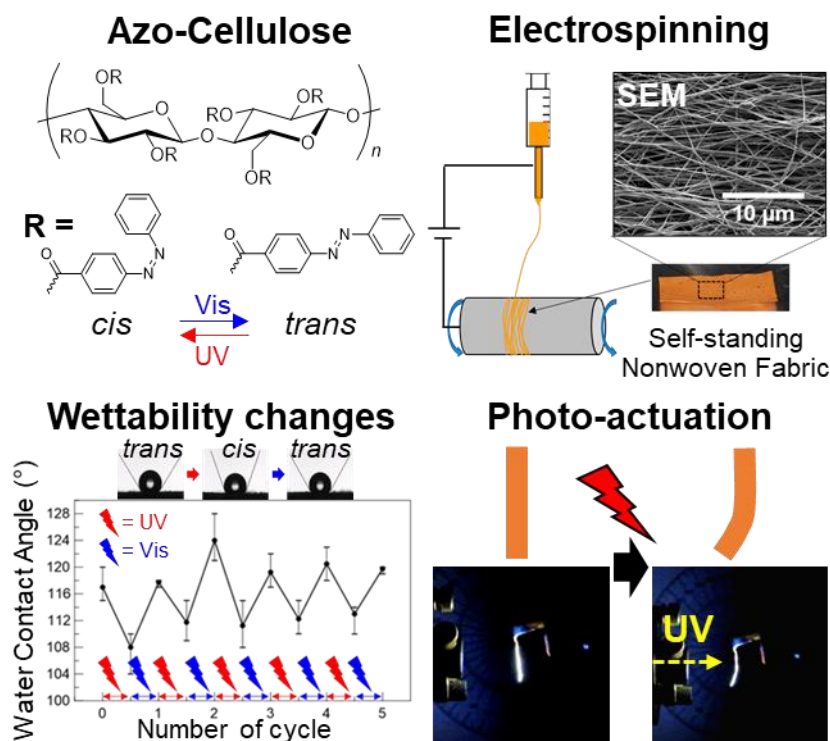 Azo-Cellulose
OR
RO
OR
OR
O
O
O
O
RO
OR
OR
n
R =
O
N
N
O
N
N
cis
Vis
UV
trans
Electrospinning
SEM
10 µm
Self-standing
Nonwoven Fabric
Wettability changes
trans
cis
trans
Water Contact Angle (°)
128
124
120
116
112
108
104
100
= UV
= Vis
0
1
2
3
4
5
Number of cycle
Photo-actuation
UV